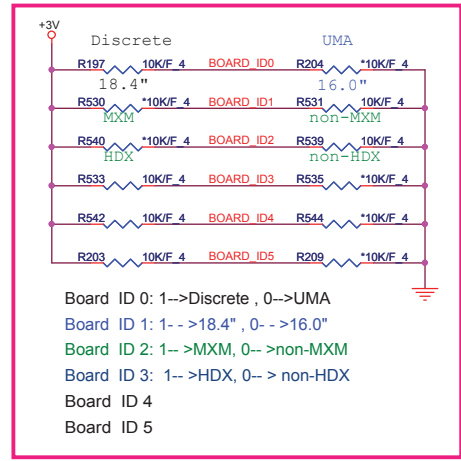 +3V
Discrete UMA
R197 10K/F_4 BOARD_ID0 R204 *10K/F_4
18.4" 16.0"
R530 *10K/F_4 BOARD_ID1 R531 10K/F_4
MXM non-MXM
R540 *10K/F_4 BOARD_ID2 R539 10K/F_4
HDX non-HDX
R533 10K/F_4 BOARD_ID3 R535 *10K/F_4
R542 10K/F_4 BOARD_ID4 R544 *10K/F_4
R203 10K/F_4 BOARD_ID5 R209 *10K/F_4
Board ID 0: 1-->Discrete , 0-->UMA
Board ID 1: 1- - >18.4" , 0- - >16.0"
Board ID 2: 1-- >MXM, 0-- >non-MXM
Board ID 3: 1-- >HDX, 0-- > non-HDX
Board ID 4
Board ID 5